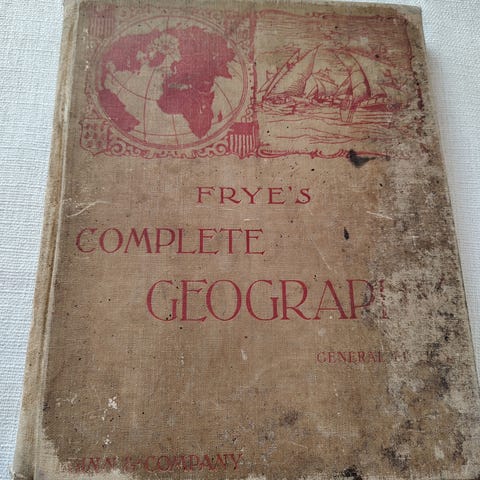 FRYE'S
COMPLETE
GEOGRAP
GENERAL
COMPANY